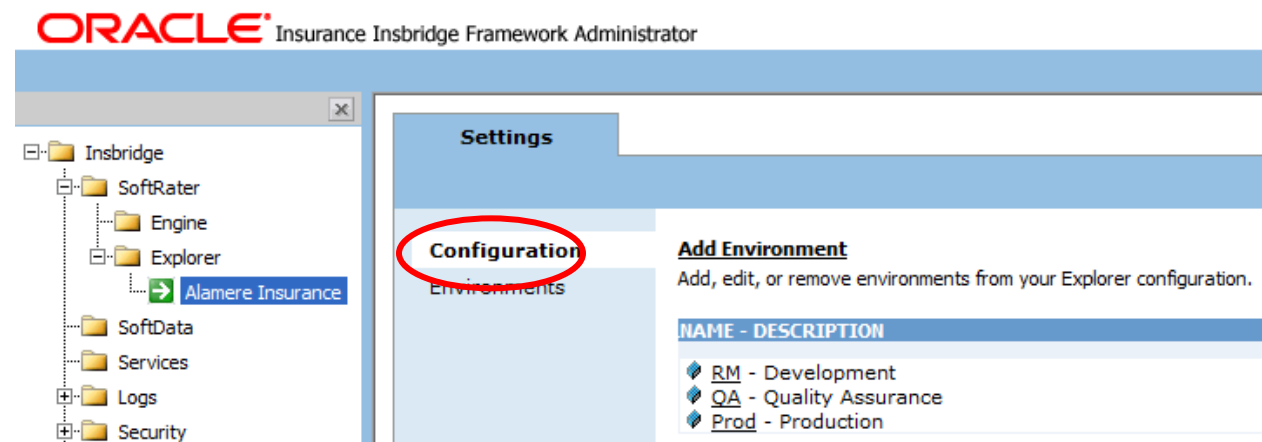 ORACLE Insurance Insbridge Framework Administrator
Insbridge
SoftRater
Engine
Explorer
Alamere Insurance
SoftData
Services
Logs
Security
Settings
Configuration
Environments
Add Environment
Add, edit, or remove environments from your Explorer configuration.
NAME - DESCRIPTION
RM - Development
QA - Quality Assurance
Prod - Production